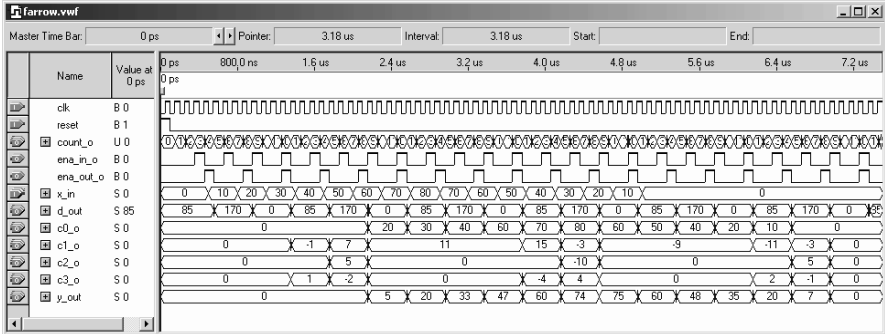 farrow.vwf
Master Time Bar: 0 ps Pointer: 3.18 us Interval: 3.18 us Start: End:
Name Value at 0 ps
0 ps 800.0 ns 1.6 us 2.4 us 3.2 us 4.0 us 4.8 us 5.6 us 6.4 us 7.2 us
0 ps
clk B 0
reset B 1
count_o U 0
ena_in_o B 0
ena_out_o B 0
x_in S 0 0 10 20 30 40 50 60 70 80 70 60 50 40 30 20 10 0
d_out S 85 85 170 0 85 170 0 85 170 0 85 170 0 85 170 0 85 170 0
c0_o S 0 0 20 30 40 60 70 80 60 50 40 20 10 0
c1_o S 0 0 -1 7 11 15 -3 -9 -11 -3 0
c2_o S 0 0 5 0 -10 0 5 0
c3_o S 0 0 1 -2 0 -4 4 0 2 -1 0
y_out S 0 0 5 20 33 47 60 74 75 60 48 35 20 7 0